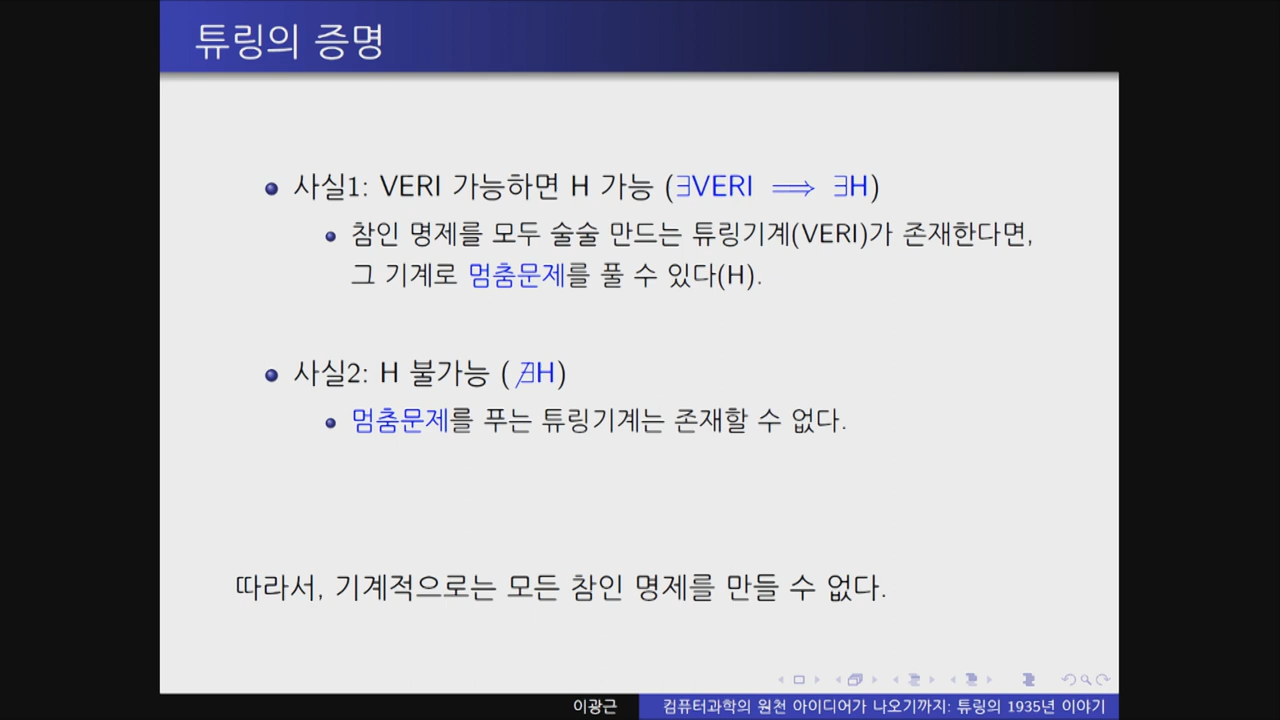 튜링의 증명
사실1: VERI 가능하면 H 가능 (∃VERI ⟹ ∃H)
참인 명제를 모두 술술 만드는 튜링기계(VERI)가 존재한다면,
그 기계로 멈춤문제를 풀 수 있다(H).
사실2: H 불가능 (∄H)
멈춤문제를 푸는 튜링기계는 존재할 수 없다.
따라서, 기계적으로는 모든 참인 명제를 만들 수 없다.
이광근 컴퓨터과학의 원천 아이디어가 나오기까지: 튜링의 1935년 이야기